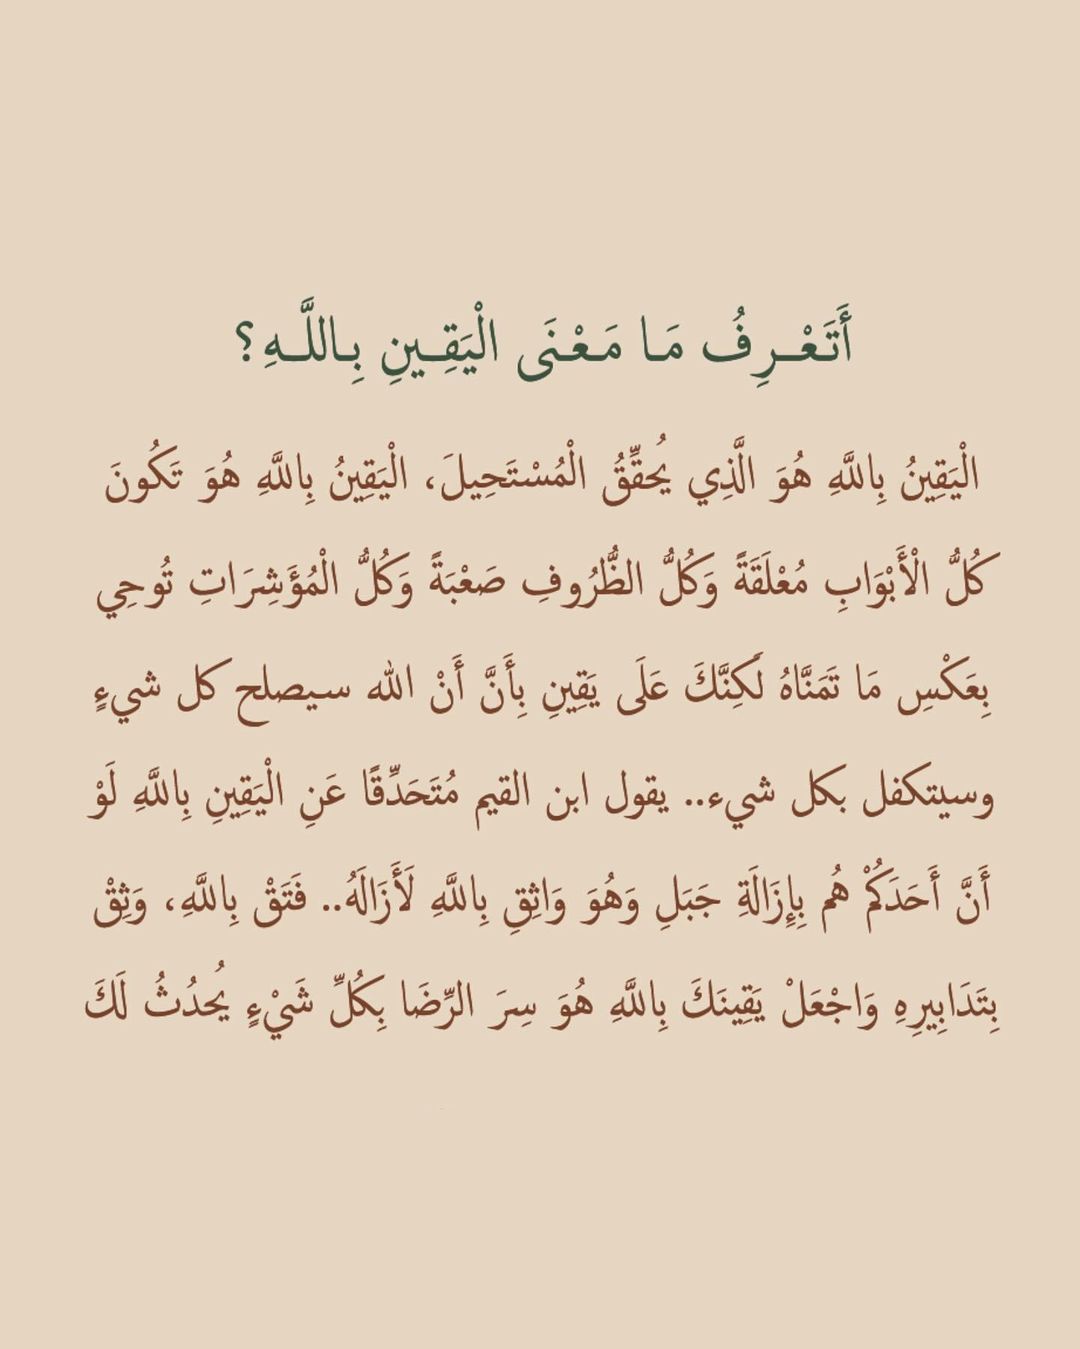 أَتَعْرِفُ مَا مَعْنَى الْيَقِينِ بِاللَّهِ؟
الْيَقِينُ بِاللَّهِ هُوَ الَّذِي يُحقِّقُ الْمُسْتَحِيلَ، الْيَقِينُ بِاللَّهِ هُوَ تَكُونَ
كُلُّ الْأَبْوَابِ مُعْلَقَةً وَكُلُّ الظُّرُوفِ صَعْبَةً وَكُلُّ الْمُؤَشِرَاتِ تُوحِي
بِعَكْسِ مَا تَمَنَّاهُ لَكِنَّكَ عَلَى يَقِينِ بِأَنَّ أَنْ الله سيصلح كل شيءٍ
وسيتكفل بكل شيء.. يقول ابن القيم مُتَحَدِّقًا عَنِ الْيَقِينِ بِاللَّهِ لَوْ
أَنَّ أَحَدَكُمْ هُم بِإِزَالَةِ جَبَلِ وَهُوَ وَاثِقِ بِاللَّهِ لَأَزَالَهُ.. فَتَقْ بِاللَّهِ، وَثِقْ
بِتَدَابِيرِهِ وَاجْعَلْ يَقِينَكَ بِاللَّهِ هُوَ سِرَ الرِّضَا بِكُلِّ شَيْءٍ يُحدُثُ لَكَ